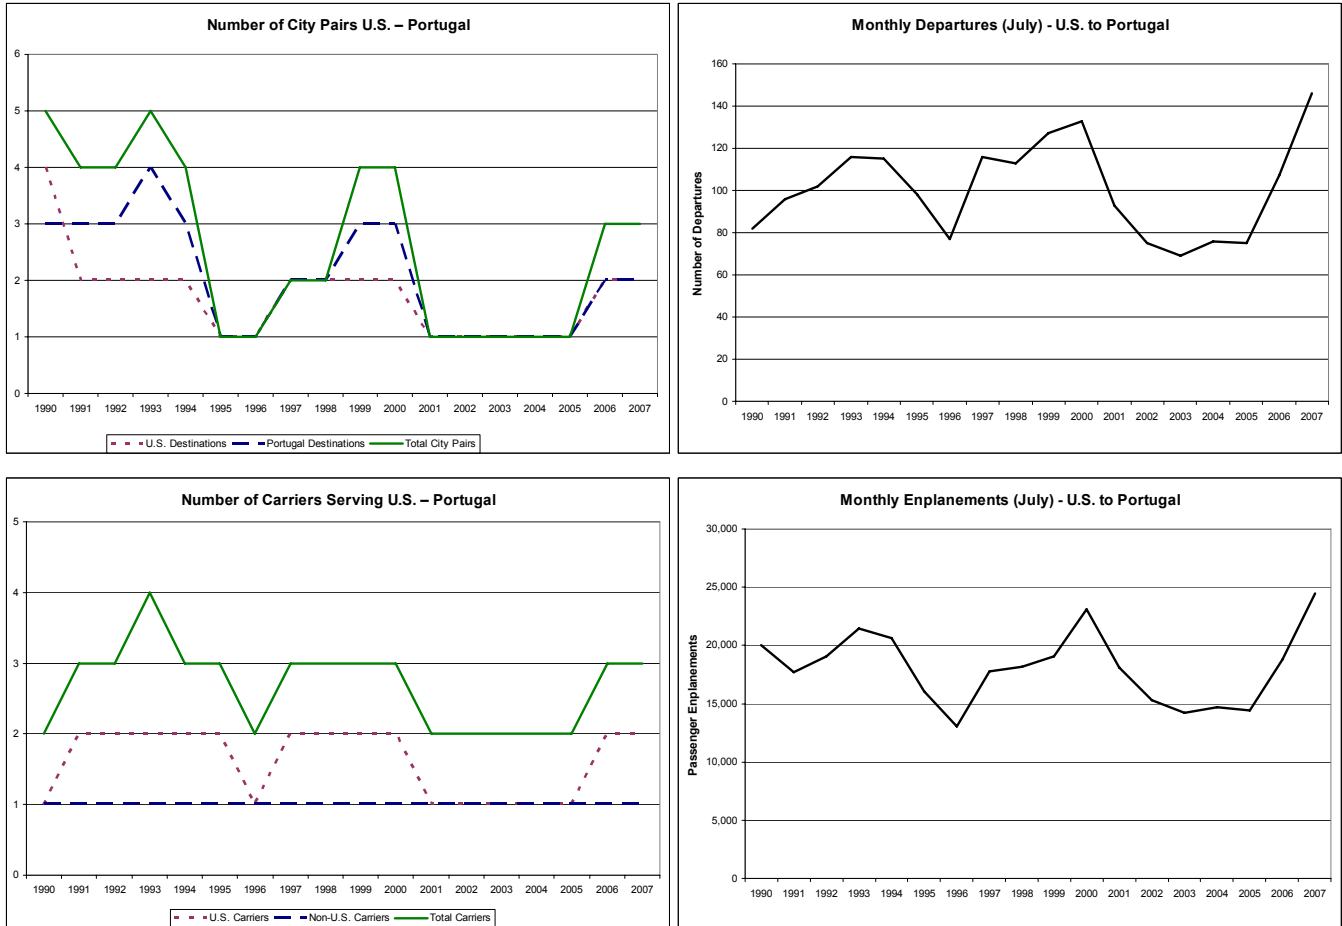 Number of City Pairs U.S. – Portugal
6
5
4
3
2
1
0
1990 1991 1992 1993 1994 1995 1996 1997 1998 1999 2000 2001 2002 2003 2004 2005 2006 2007
U.S. Destinations Portugal Destinations Total City Pairs
Monthly Departures (July) - U.S. to Portugal
Number of Departures
160
140
120
100
80
60
40
20
0
1990 1991 1992 1993 1994 1995 1996 1997 1998 1999 2000 2001 2002 2003 2004 2005 2006 2007
Number of Carriers Serving U.S. – Portugal
5
4
3
2
1
0
1990 1991 1992 1993 1994 1995 1996 1997 1998 1999 2000 2001 2002 2003 2004 2005 2006 2007
U.S. Carriers Non-U.S. Carriers Total Carriers
Monthly Enplanements (July) - U.S. to Portugal
Passenger Enplanements
30,000
25,000
20,000
15,000
10,000
5,000
0
1990 1991 1992 1993 1994 1995 1996 1997 1998 1999 2000 2001 2002 2003 2004 2005 2006 2007